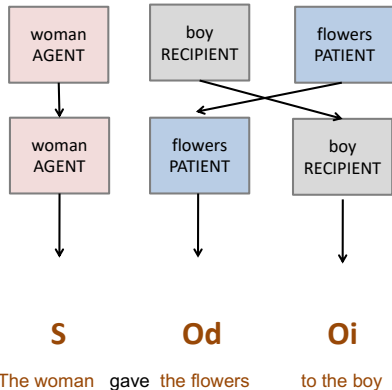 woman
AGENT
boy
RECIPIENT
flowers
PATIENT
woman
AGENT
flowers
PATIENT
boy
RECIPIENT
S Od Oi
The woman gave the flowers to the boy